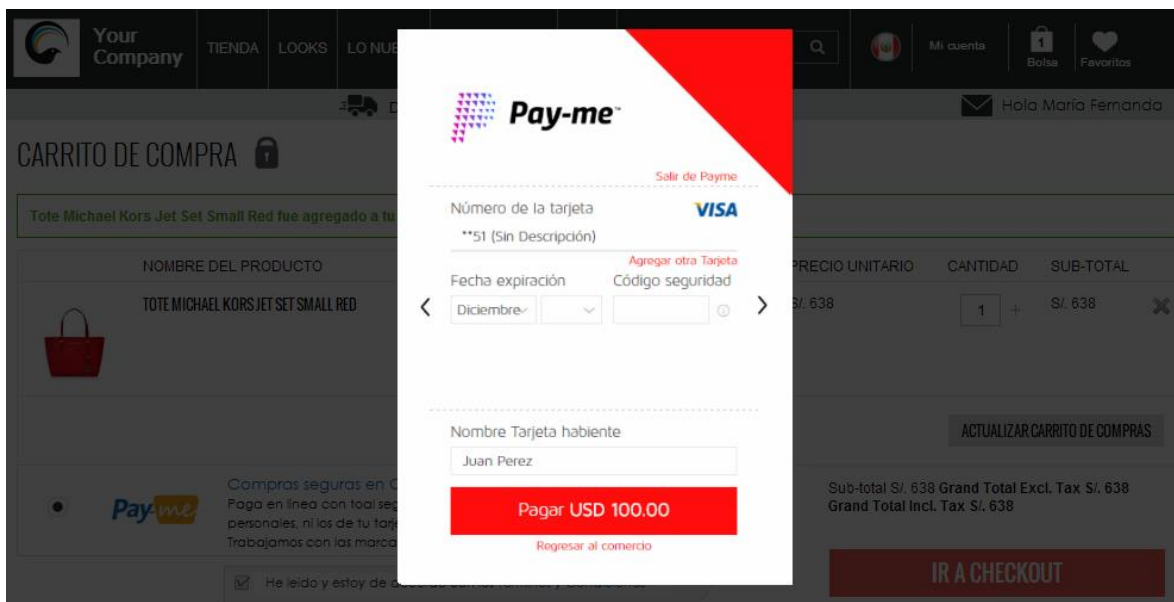 Your
Company
TIENDA
LOOKS
LO NUE
Mi cuenta
1
Bolsa
Favoritos
D
Hola María Fernanda
CARRITO DE COMPRA
Tote Michael Kors Jet Set Small Red fue agregado a tu
NOMBRE DEL PRODUCTO
PRECIO UNITARIO
CANTIDAD
SUB-TOTAL
TOTE MICHAEL KORS JET SET SMALL RED
S/. 638
1 +
S/. 638
ACTUALIZAR CARRITO DE COMPRAS
Pay-me
Compras seguras en
Paga en línea con toal seg
personales, ni los de tu tarje
Trabajamos con las marca
He leído y estoy de
Sub-total S/. 638 Grand Total Excl. Tax S/. 638
Grand Total Incl. Tax S/. 638
IR A CHECKOUT
Pay-me™
Salir de Payme
Número de la tarjeta
VISA
**51 (Sin Descripción)
Agregar otra Tarjeta
Fecha expiración
Código seguridad
Diciembre
Nombre Tarjeta habiente
Juan Perez
Pagar USD 100.00
Regresar al comercio